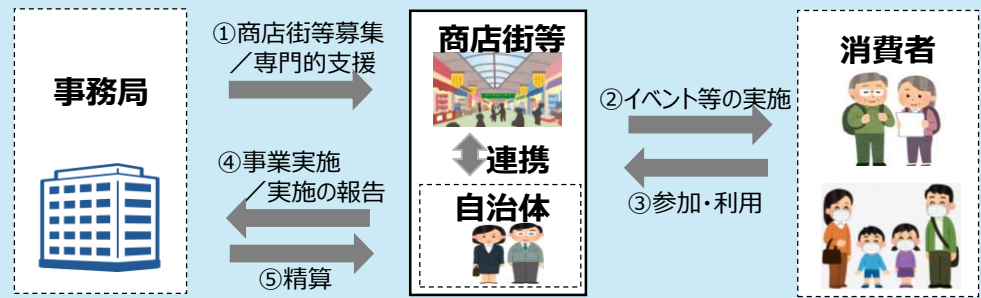 事務局
①商店街等募集
／専門的支援
④事業実施
／実施の報告
⑤精算
商店街等
連携
自治体
②イベント等の実施
③参加・利用
消費者